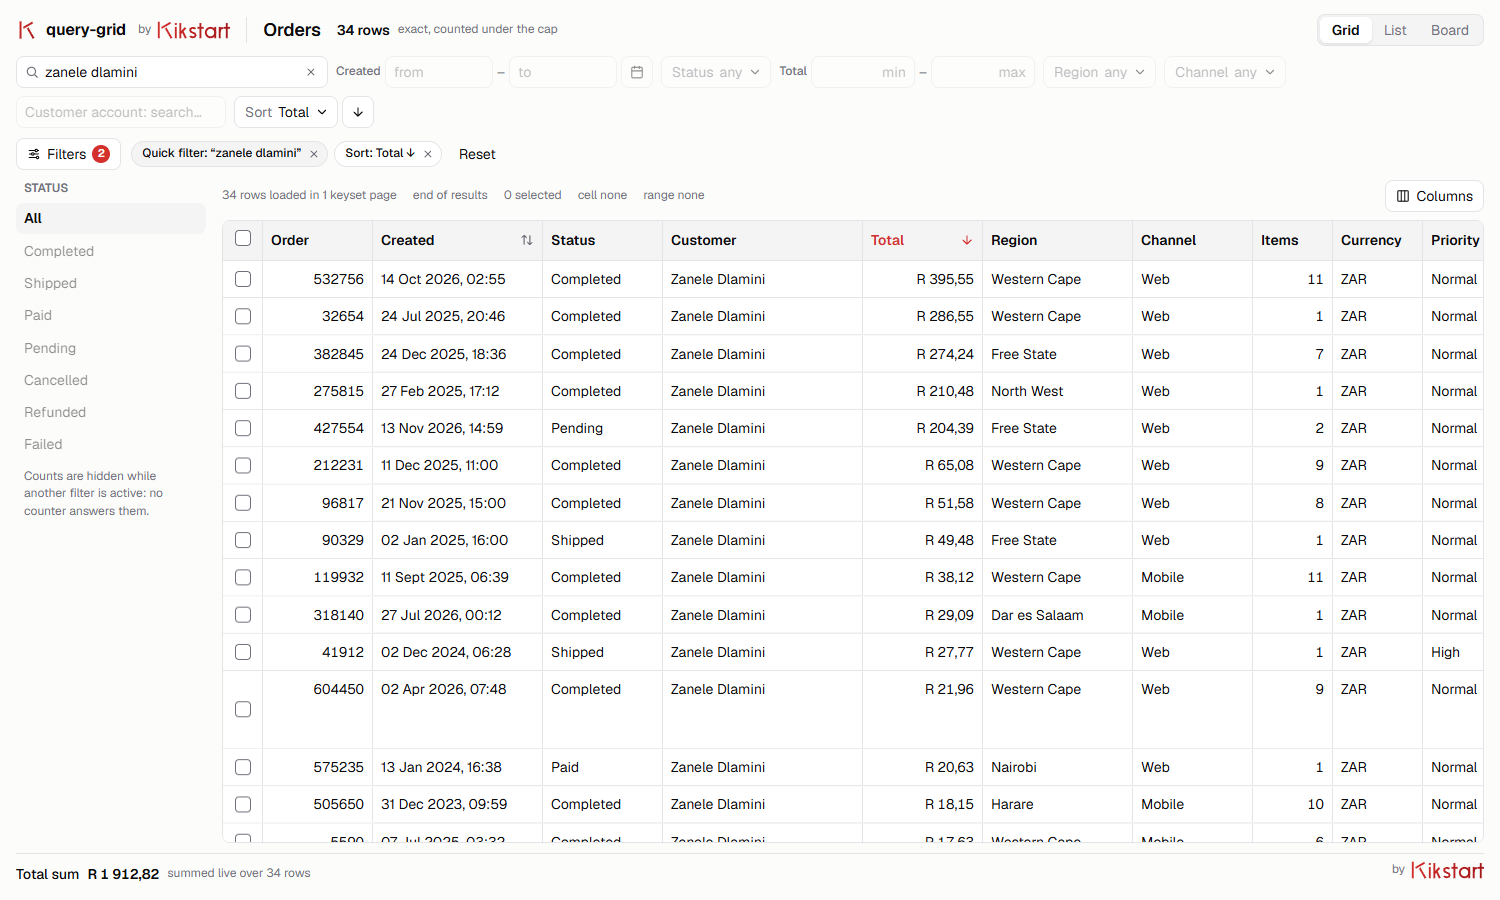 query-grid by Kikstart Orders 34 rows exact, counted under the cap Grid List Board
zanele dlamini Created from – to Status any Total min – max Region any Channel any
Customer account: search... Sort Total
Filters 2 Quick filter: “zanele dlamini” Sort: Total ↓ Reset
STATUS
All
Completed
Shipped
Paid
Pending
Cancelled
Refunded
Failed
Counts are hidden while
another filter is active: no
counter answers them.
34 rows loaded in 1 keyset page end of results 0 selected cell none range none Columns
Order Created Status Customer Total Region Channel Items Currency Priority
532756 14 Oct 2026, 02:55 Completed Zanele Dlamini R 395,55 Western Cape Web 11 ZAR Normal
32654 24 Jul 2025, 20:46 Completed Zanele Dlamini R 286,55 Western Cape Web 1 ZAR Normal
382845 24 Dec 2025, 18:36 Completed Zanele Dlamini R 274,24 Free State Web 7 ZAR Normal
275815 27 Feb 2025, 17:12 Completed Zanele Dlamini R 210,48 North West Web 1 ZAR Normal
427554 13 Nov 2026, 14:59 Pending Zanele Dlamini R 204,39 Free State Web 2 ZAR Normal
212231 11 Dec 2025, 11:00 Completed Zanele Dlamini R 65,08 Western Cape Web 9 ZAR Normal
96817 21 Nov 2025, 15:00 Completed Zanele Dlamini R 51,58 Western Cape Web 8 ZAR Normal
90329 02 Jan 2025, 16:00 Shipped Zanele Dlamini R 49,48 Free State Web 1 ZAR Normal
119932 11 Sept 2025, 06:39 Completed Zanele Dlamini R 38,12 Western Cape Mobile 11 ZAR Normal
318140 27 Jul 2026, 00:12 Completed Zanele Dlamini R 29,09 Dar es Salaam Mobile 1 ZAR Normal
41912 02 Dec 2024, 06:28 Shipped Zanele Dlamini R 27,77 Western Cape Web 1 ZAR High
604450 02 Apr 2026, 07:48 Completed Zanele Dlamini R 21,96 Western Cape Web 9 ZAR Normal
575235 13 Jan 2024, 16:38 Paid Zanele Dlamini R 20,63 Nairobi Web 1 ZAR Normal
505650 31 Dec 2023, 09:59 Completed Zanele Dlamini R 18,15 Harare Mobile 10 ZAR Normal
Completed Zanele Dlamini Western Cape Mobile ZAR Normal
Total sum R 1 912,82 summed live over 34 rows by Kikstart